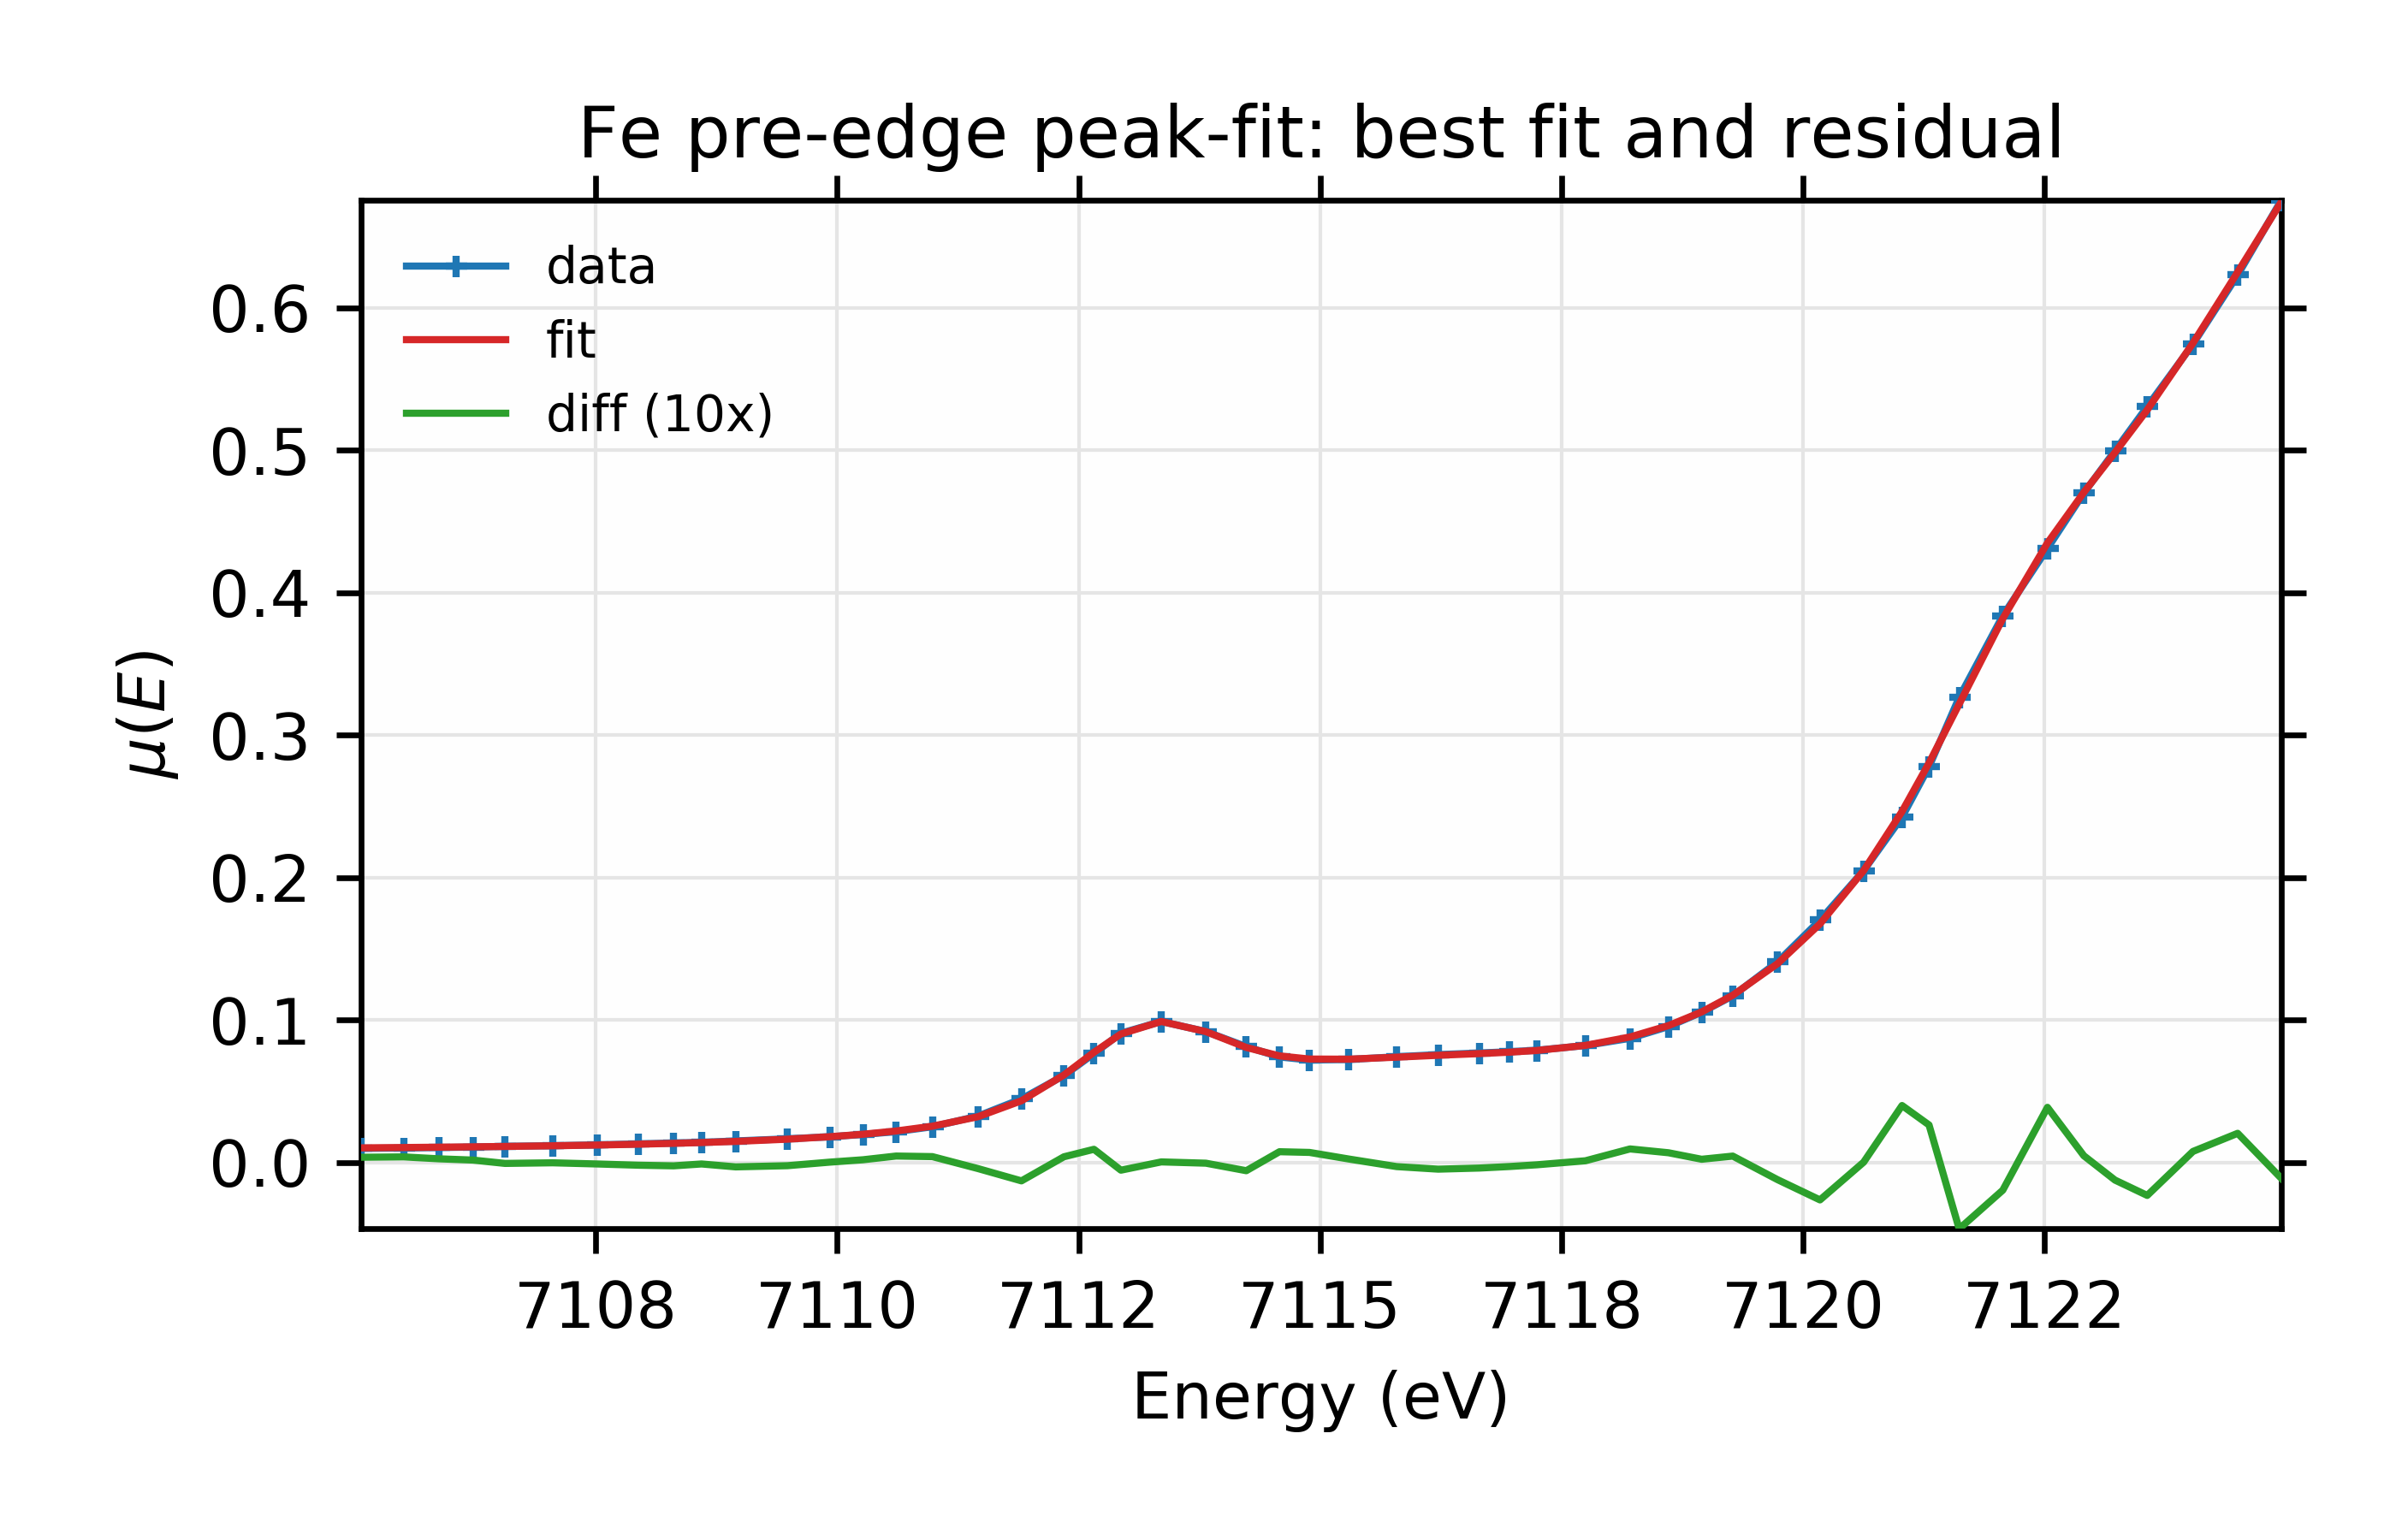 Fe pre-edge peak-fit: best fit and residual
data
fit
diff (10x)
0.6
0.5
0.4
0.3
0.2
0.1
0.0
μ(E)
7108 7110 7112 7115 7118 7120 7122
Energy (eV)